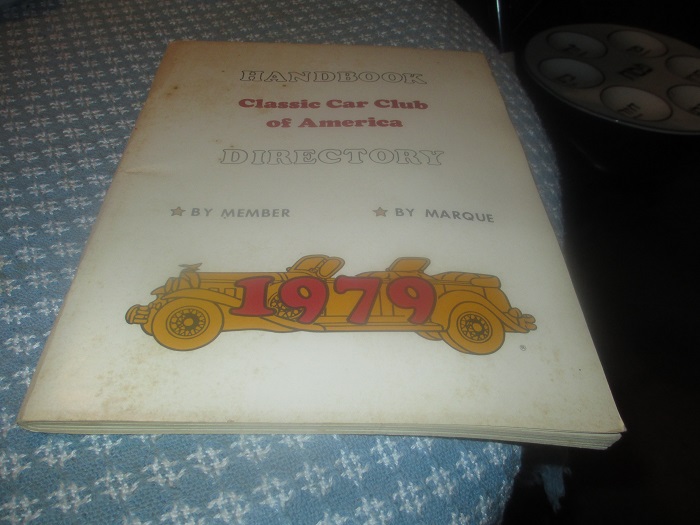 HANDBOOK
Classic Car Club
of America
DIRECTORY
★ BY MEMBER ★ BY MARQUE
1979